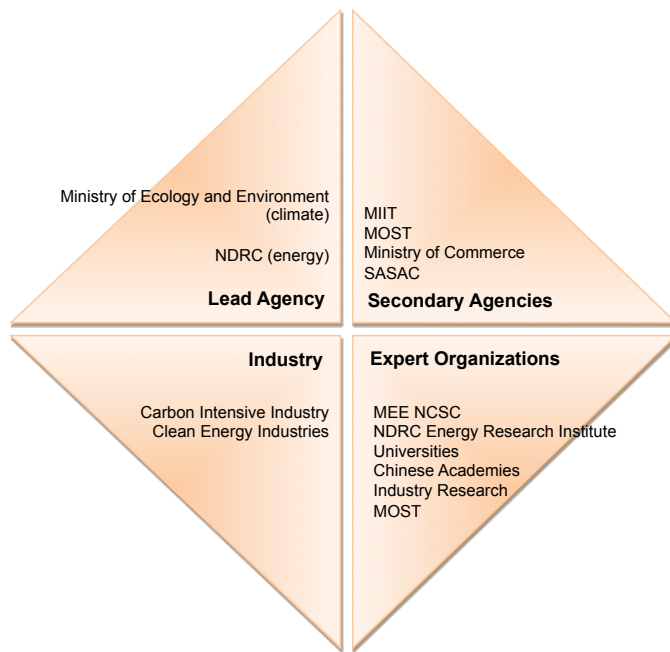 Ministry of Ecology and Environment
(climate)
NDRC (energy)
Lead Agency
MIIT
MOST
Ministry of Commerce
SASAC
Secondary Agencies
Industry
Carbon Intensive Industry
Clean Energy Industries
Expert Organizations
MEE NCSC
NDRC Energy Research Institute
Universities
Chinese Academies
Industry Research
MOST